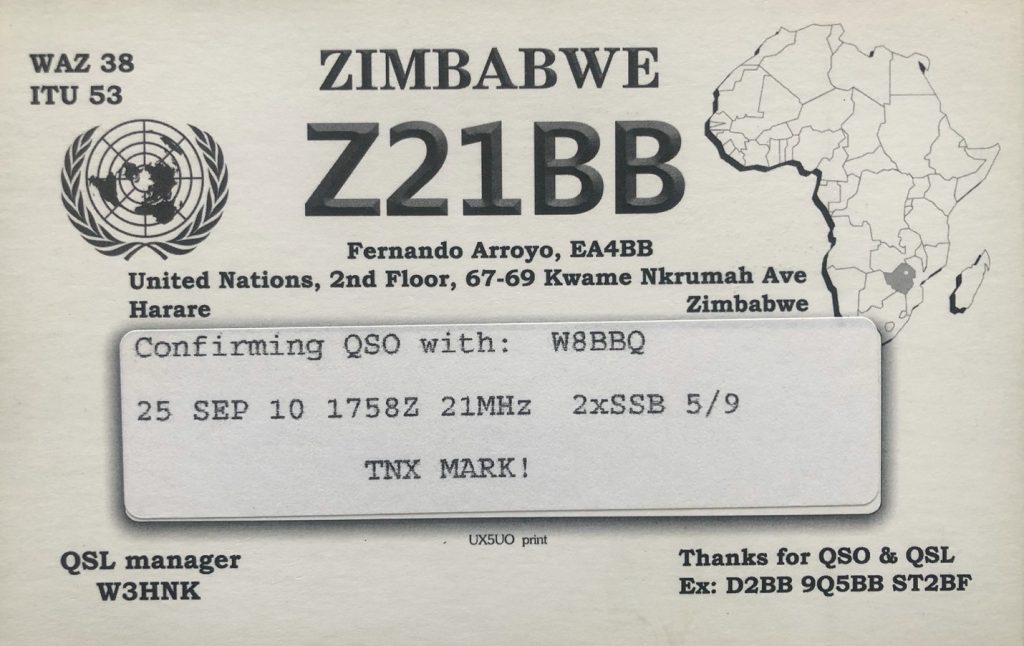 WAZ 38
ITU 53
ZIMBABWE
Z21BB
Fernando Arroyo, EA4BB
United Nations, 2nd Floor, 67-69 Kwame Nkrumah Ave
Harare Zimbabwe
Confirming QSO with: W8BBQ
25 SEP 10 1758Z 21MHz 2xSSB 5/9
TNX MARK!
UX5UO print
QSL manager
W3HNK
Thanks for QSO & QSL
Ex: D2BB 9Q5BB ST2BF